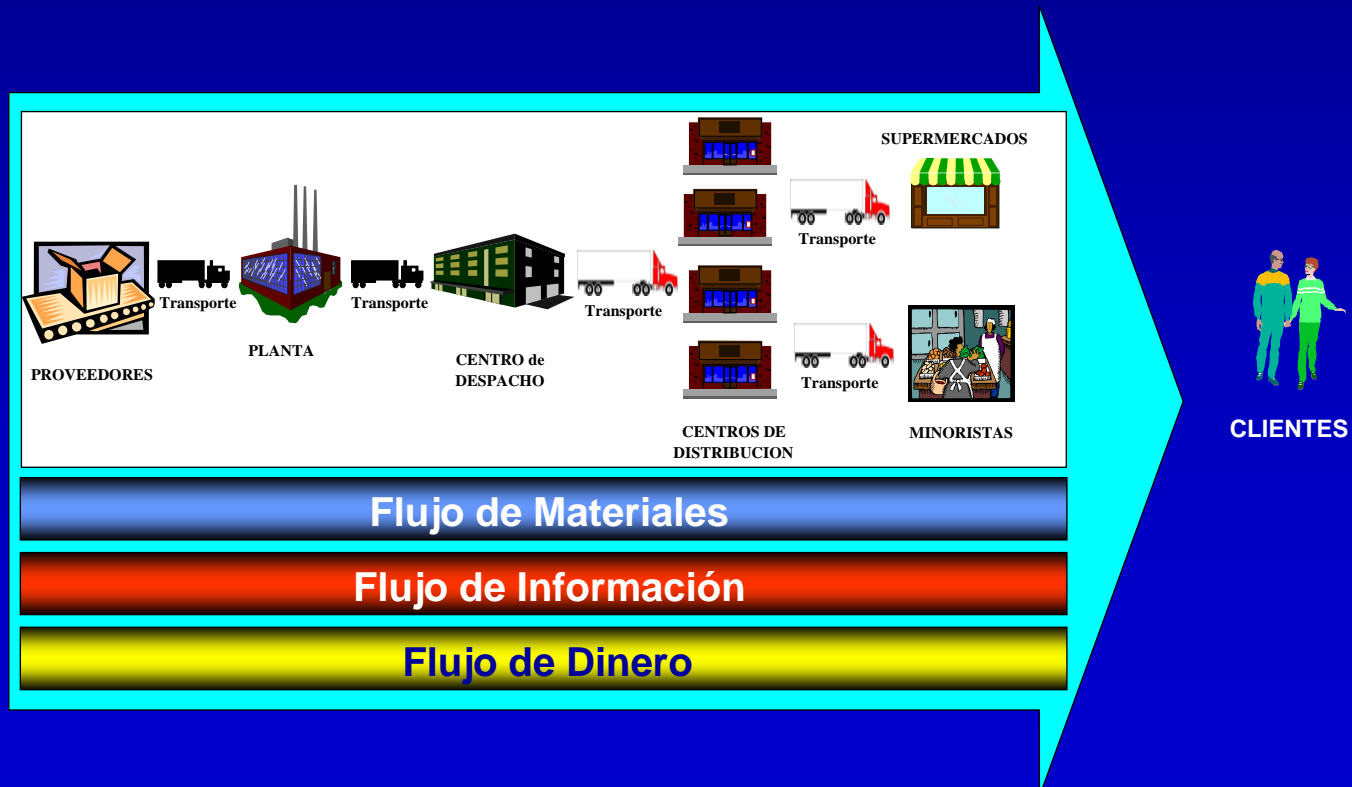 SUPERMERCADOS
Transporte
Transporte
Transporte
Transporte
PLANTA
CENTRO de
DESPACHO
PROVEEDORES
Transporte
CENTROS DE
DISTRIBUCION
MINORISTAS
CLIENTES
Flujo de Materiales
Flujo de Información
Flujo de Dinero